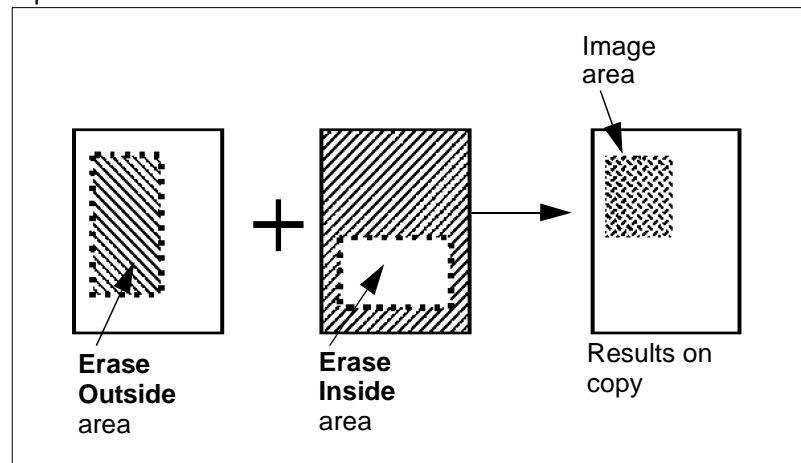 Image
area
Erase
Outside
area
Erase
Inside
area
Results on
copy